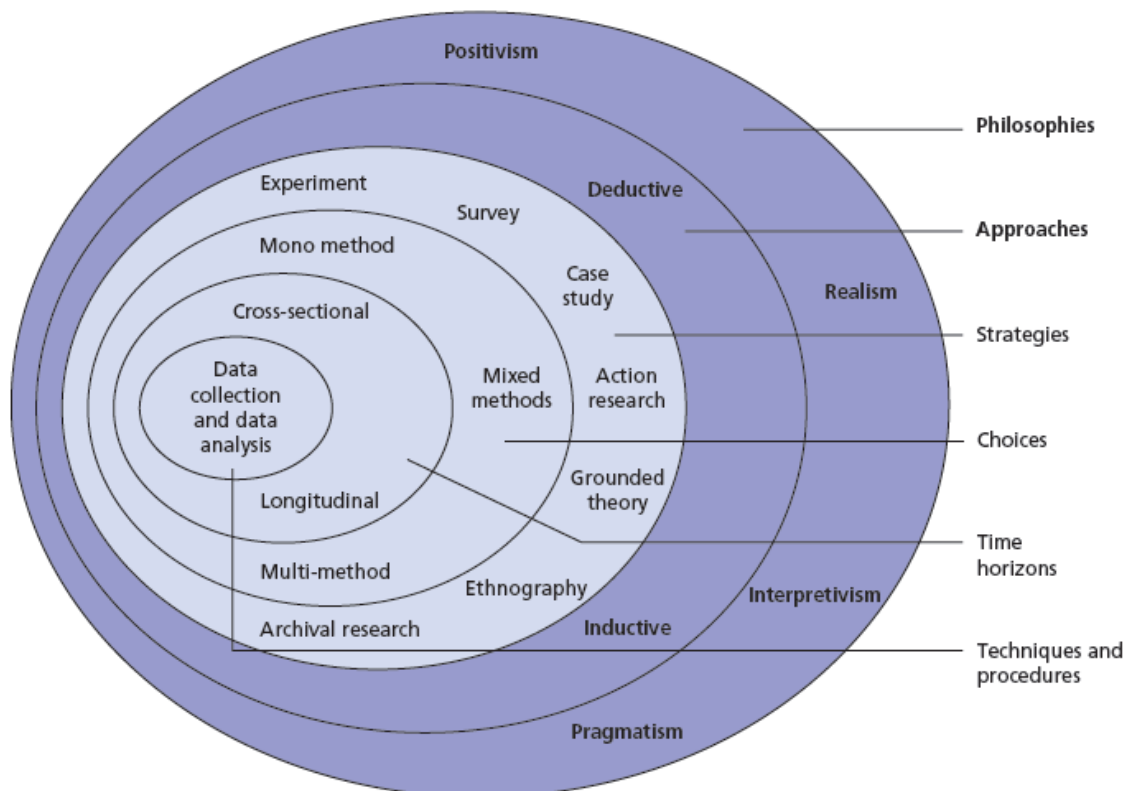 Positivism
Philosophies
Experiment
Deductive
Survey
Approaches
Mono method
Case
study
Realism
Cross-sectional
Strategies
Data
collection
and data
analysis
Mixed
methods
Action
research
Choices
Longitudinal
Grounded
theory
Time
horizons
Multi-method
Ethnography
Interpretivism
Archival research
Inductive
Techniques and
procedures
Pragmatism